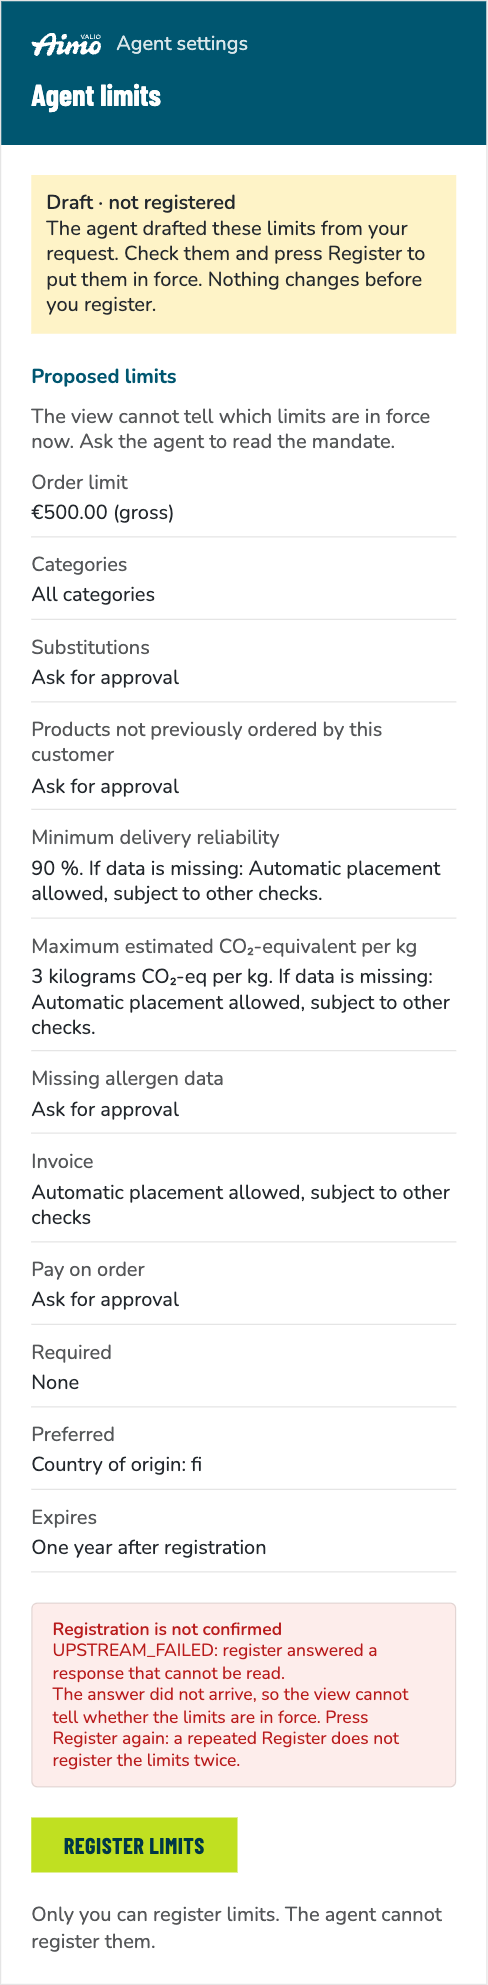 Aimo VALIO Agent settings
Agent limits
Draft · not registered
The agent drafted these limits from your
request. Check them and press Register to
put them in force. Nothing changes before
you register.
Proposed limits
The view cannot tell which limits are in force
now. Ask the agent to read the mandate.
Order limit
€500.00 (gross)
Categories
All categories
Substitutions
Ask for approval
Products not previously ordered by this
customer
Ask for approval
Minimum delivery reliability
90 %. If data is missing: Automatic placement
allowed, subject to other checks.
Maximum estimated CO₂-equivalent per kg
3 kilograms CO₂-eq per kg. If data is missing:
Automatic placement allowed, subject to other
checks.
Missing allergen data
Ask for approval
Invoice
Automatic placement allowed, subject to other
checks
Pay on order
Ask for approval
Required
None
Preferred
Country of origin: fi
Expires
One year after registration
Registration is not confirmed
UPSTREAM_FAILED: register answered a
response that cannot be read.
The answer did not arrive, so the view cannot
tell whether the limits are in force. Press
Register again: a repeated Register does not
register the limits twice.
REGISTER LIMITS
Only you can register limits. The agent cannot
register them.